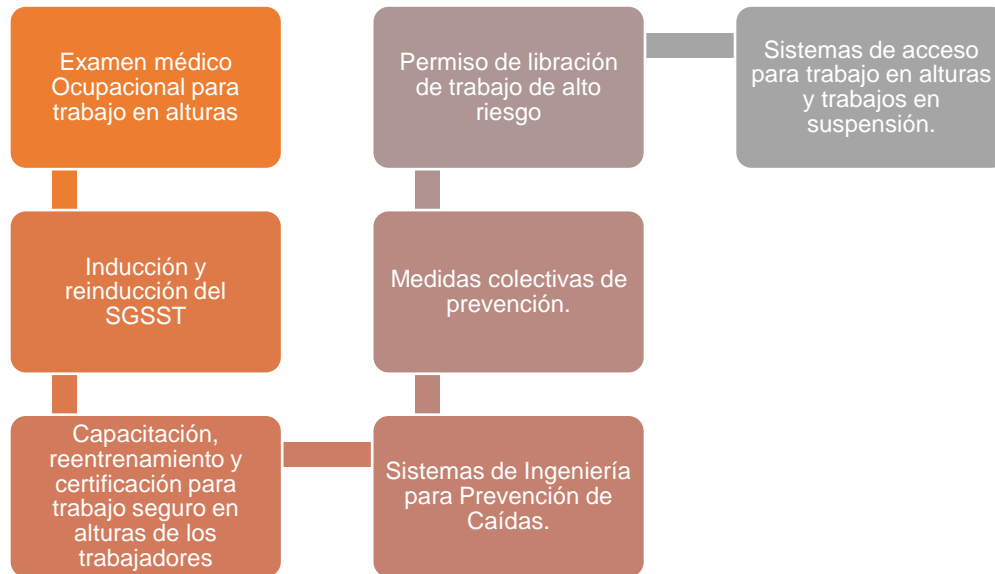 Examen médico
Ocupacional para
trabajo en alturas
Inducción y
reinducción del
SGSST
Capacitación,
reentrenamiento y
certificación para
trabajo seguro en
alturas de los
trabajadores
Sistemas de Ingeniería
para Prevención de
Caídas.
Medidas colectivas de
prevención.
Permiso de libración
de trabajo de alto
riesgo
Sistemas de acceso
para trabajo en alturas
y trabajos en
suspensión.